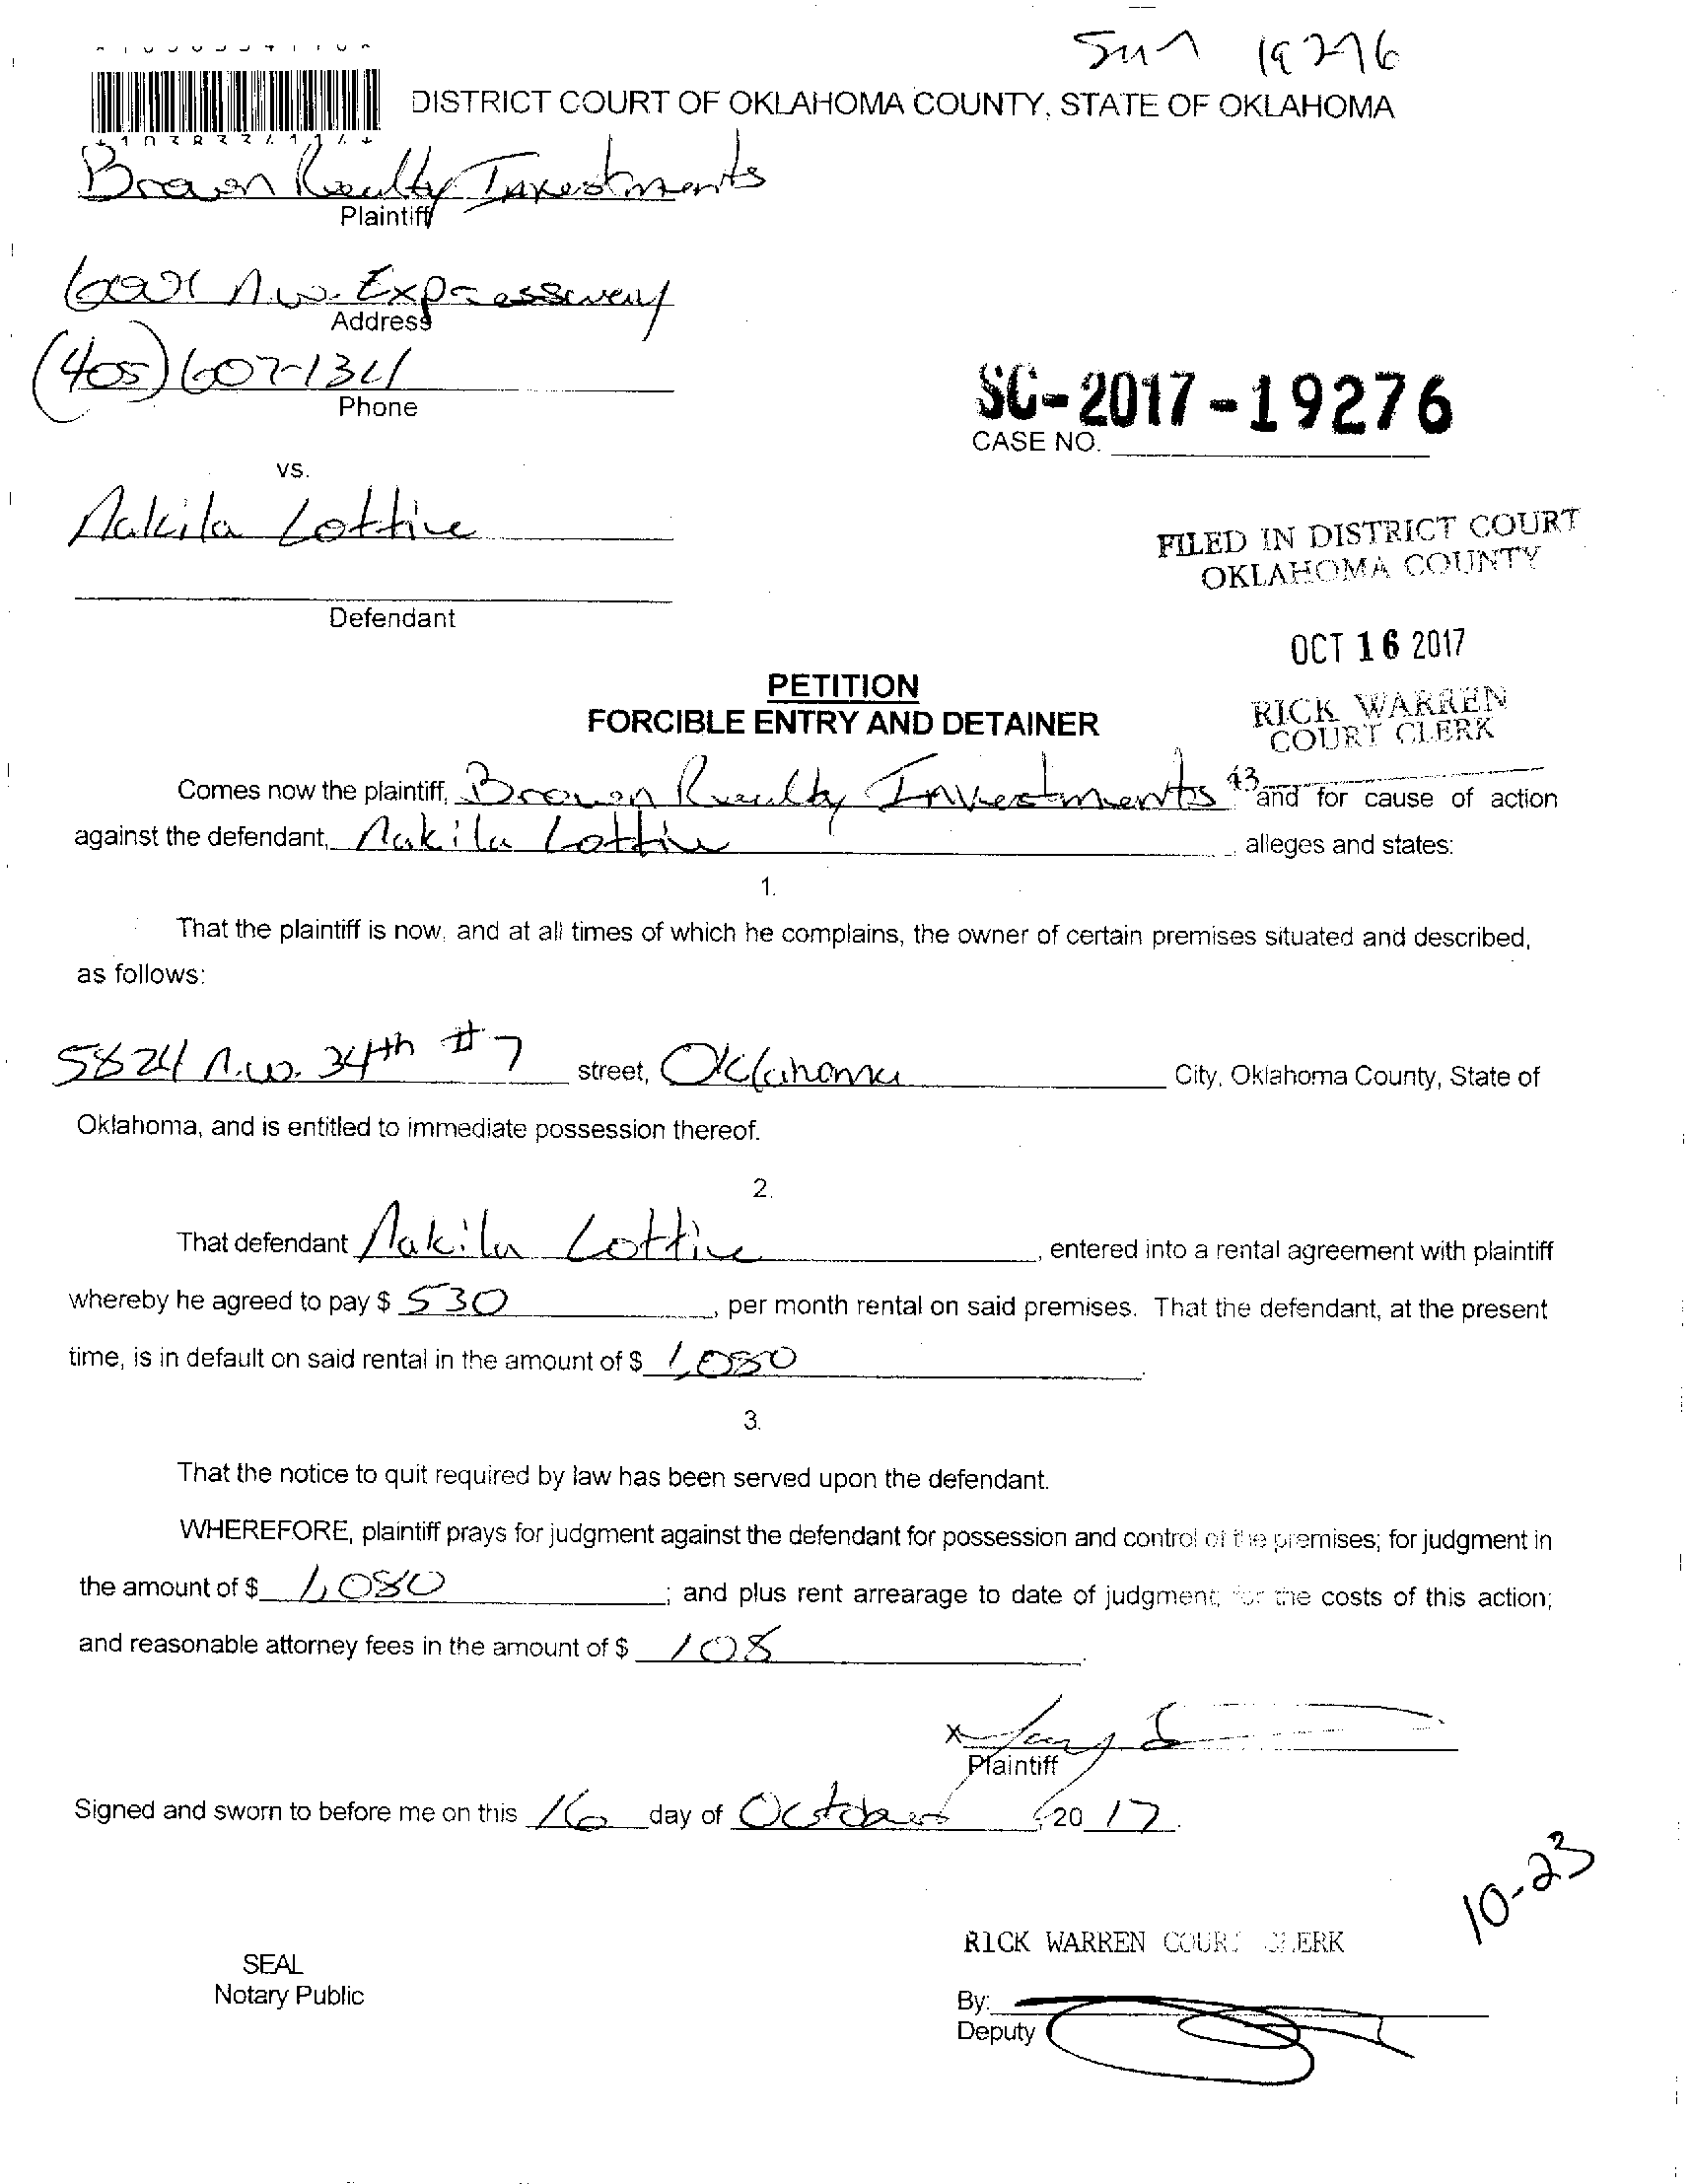 19276
DISTRICT COURT OF OKLAHOMA COUNTY, STATE OF OKLAHOMA
Brown Realty Investments
Plaintiff
6001 N.W. Expressway
Address
(405) 607-1341
Phone
SC-2017-19276
CASE NO.
vs.
Nakila Lottive
FILED IN DISTRICT COURT
OKLAHOMA COUNTY
Defendant
OCT 16 2017
PETITION
RICK WARREN
FORCIBLE ENTRY AND DETAINER
COURT CLERK
43
Comes now the plaintiff, Brown Realty Investments and for cause of action
against the defendant, Nakila Lottive alleges and states:
1.
That the plaintiff is now, and at all times of which he complains, the owner of certain premises situated and described,
as follows:
5824 N.W. 34th #7 street, Oklahoma City, Oklahoma County, State of
Oklahoma, and is entitled to immediate possession thereof.
2.
That defendant Nakila Lottive, entered into a rental agreement with plaintiff
whereby he agreed to pay $ 530, per month rental on said premises. That the defendant, at the present
time, is in default on said rental in the amount of $ 1,080.
3.
That the notice to quit required by law has been served upon the defendant.
WHEREFORE, plaintiff prays for judgment against the defendant for possession and control of the premises; for judgment in
the amount of $ 1,080; and plus rent arrearage to date of judgment; for the costs of this action;
and reasonable attorney fees in the amount of $ 108.
X
Plaintiff
Signed and sworn to before me on this 16 day of October, 20 17.
10-23
RICK WARREN COURT CLERK
SEAL
Notary Public
By:
Deputy